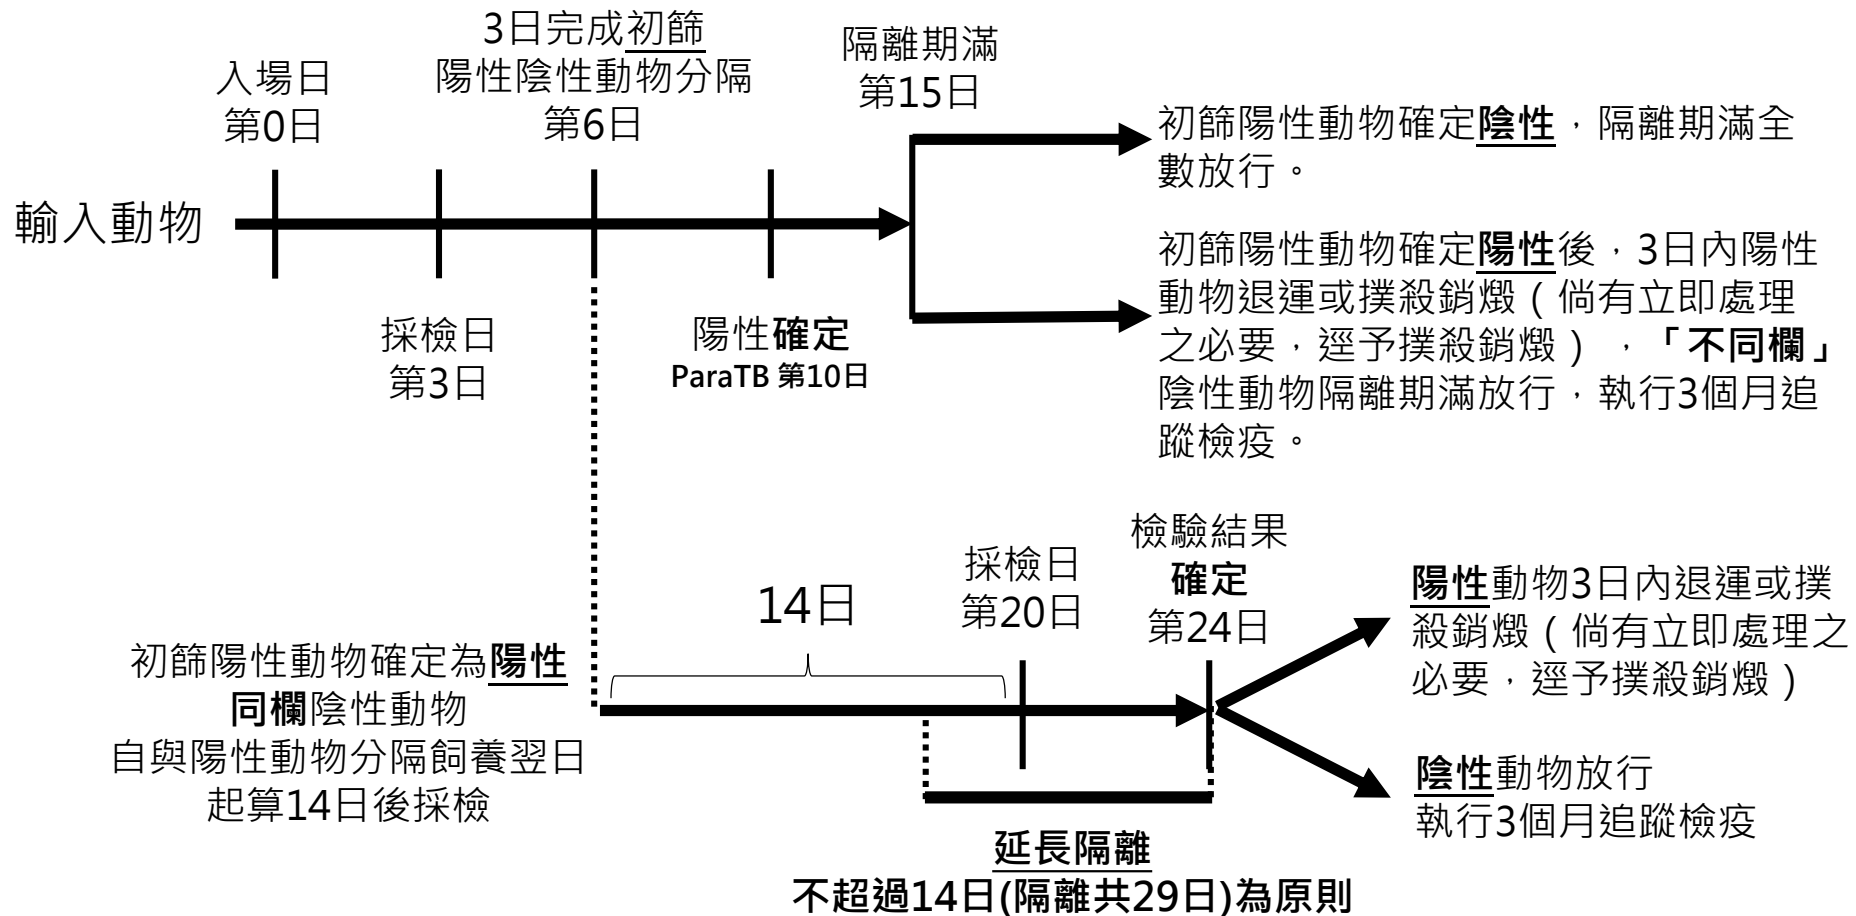 3日完成初篩
陽性陰性動物分隔
第6日
入場日
第0日
隔離期滿
第15日
輸入動物
採檢日
第3日
陽性確定
ParaTB 第10日
初篩陽性動物確定陰性，隔離期滿全
數放行。
初篩陽性動物確定陽性後，3日內陽性
動物退運或撲殺銷燬（倘有立即處理
之必要，逕予撲殺銷燬），「不同欄」
陰性動物隔離期滿放行，執行3個月追
蹤檢疫。
初篩陽性動物確定為陽性
同欄陰性動物
自與陽性動物分隔飼養翌日
起算14日後採檢
14日
採檢日
第20日
檢驗結果
確定
第24日
陽性動物3日內退運或撲
殺銷燬（倘有立即處理之
必要，逕予撲殺銷燬）
陰性動物放行
執行3個月追蹤檢疫
延長隔離
不超過14日(隔離共29日)為原則